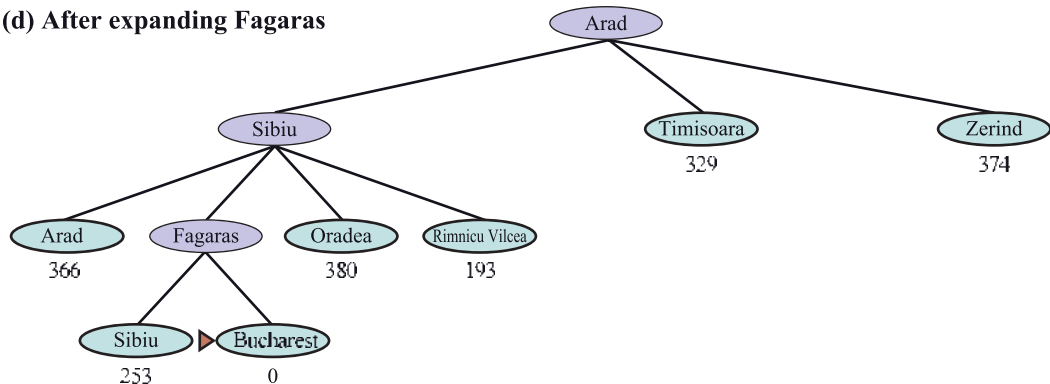 (d) After expanding Fagaras
Arad
Sibiu
Timisoara
Zerind
329
374
Arad
Fagaras
Oradea
Rimnicu Vilcea
366
380
193
Sibiu
Bucharest
253
0